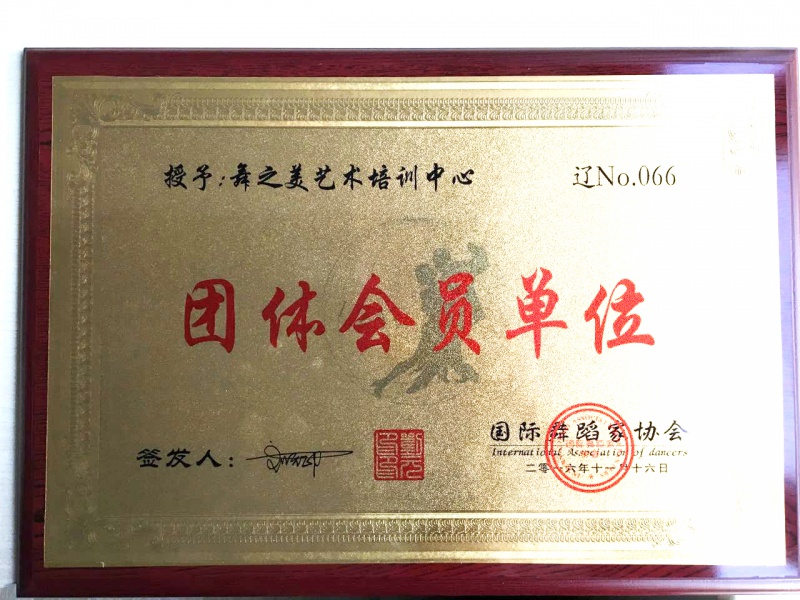 授予:舞之美艺术培训中心
辽No.066
团体会员单位
签发人:
国际舞蹈家协会
International Association of dancers
二零一六年十一月十六日